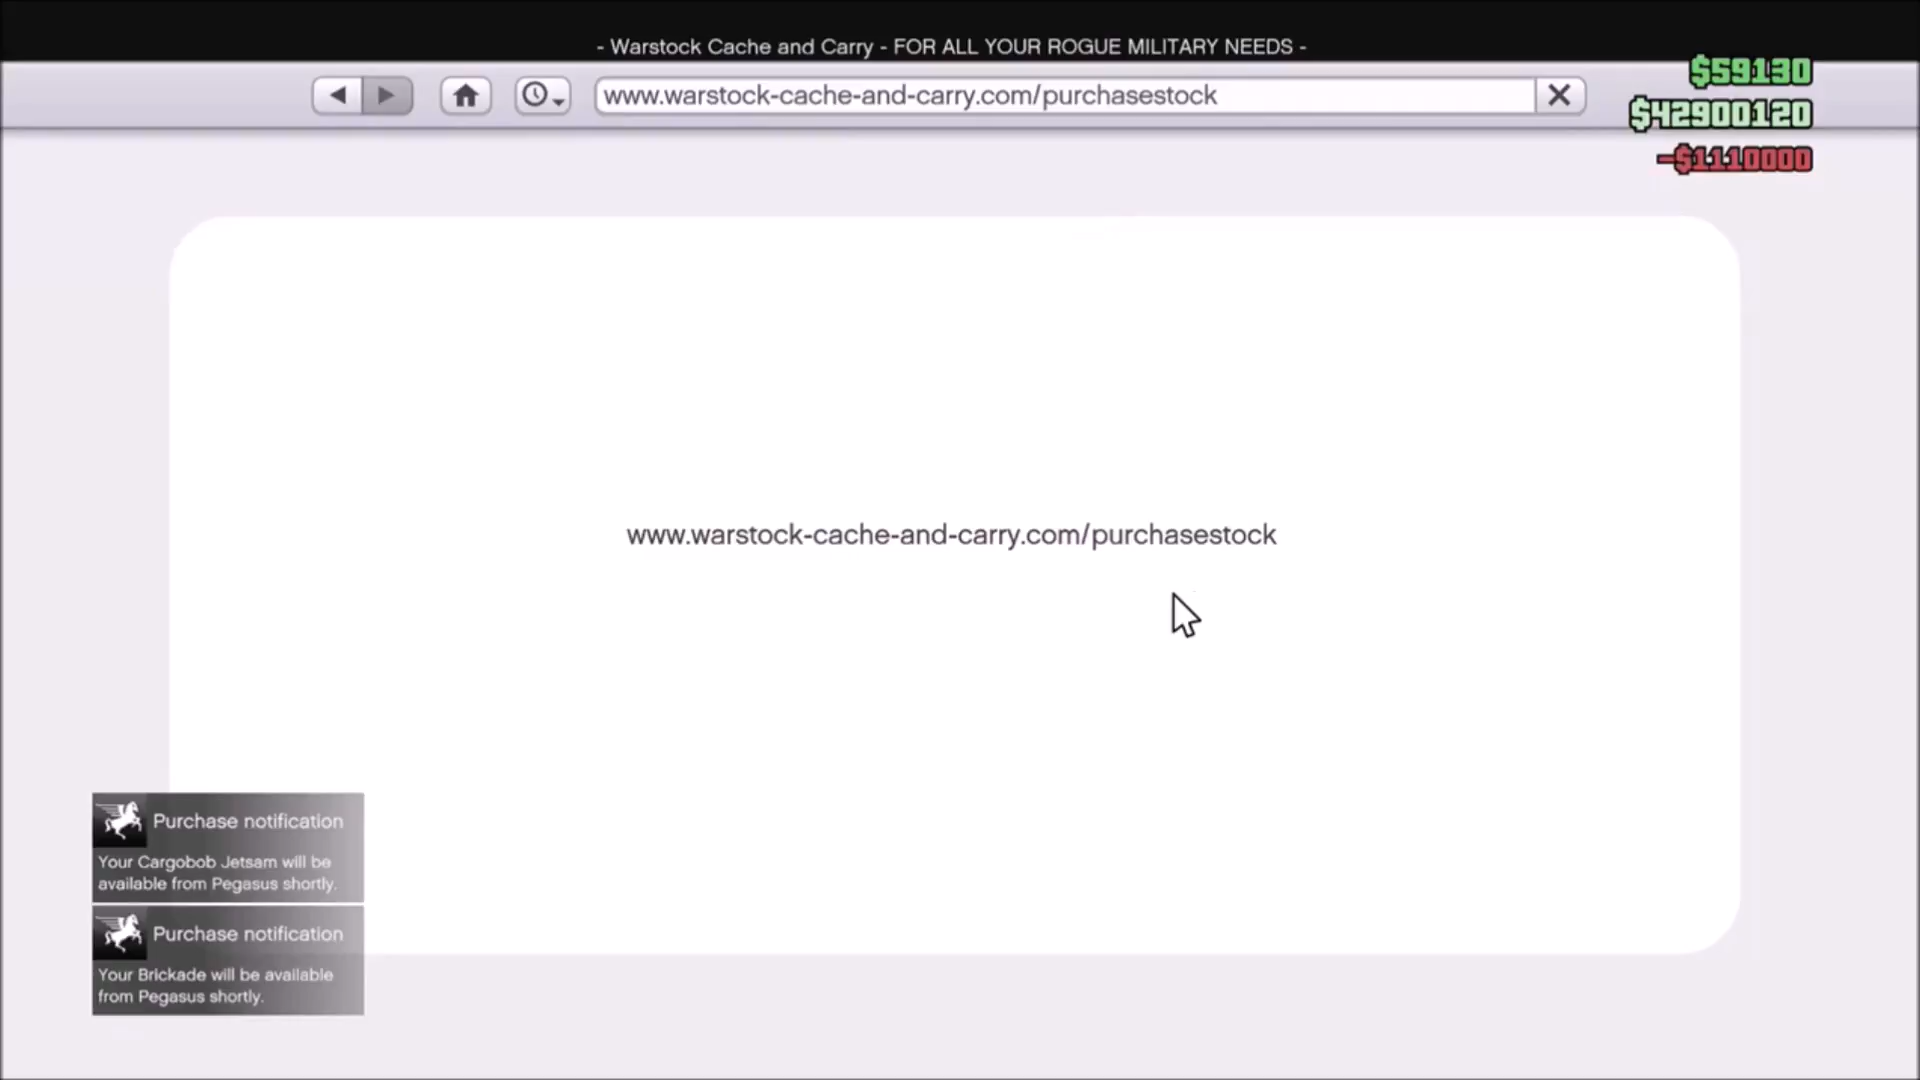 - Warstock Cache and Carry - FOR ALL YOUR ROGUE MILITARY NEEDS -
www.warstock-cache-and-carry.com/purchasestock
$59130
$42900120
-$1110000
www.warstock-cache-and-carry.com/purchasestock
Purchase notification
Your Cargobob Jetsam will be
available from Pegasus shortly.
Purchase notification
Your Brickade will be available
from Pegasus shortly.